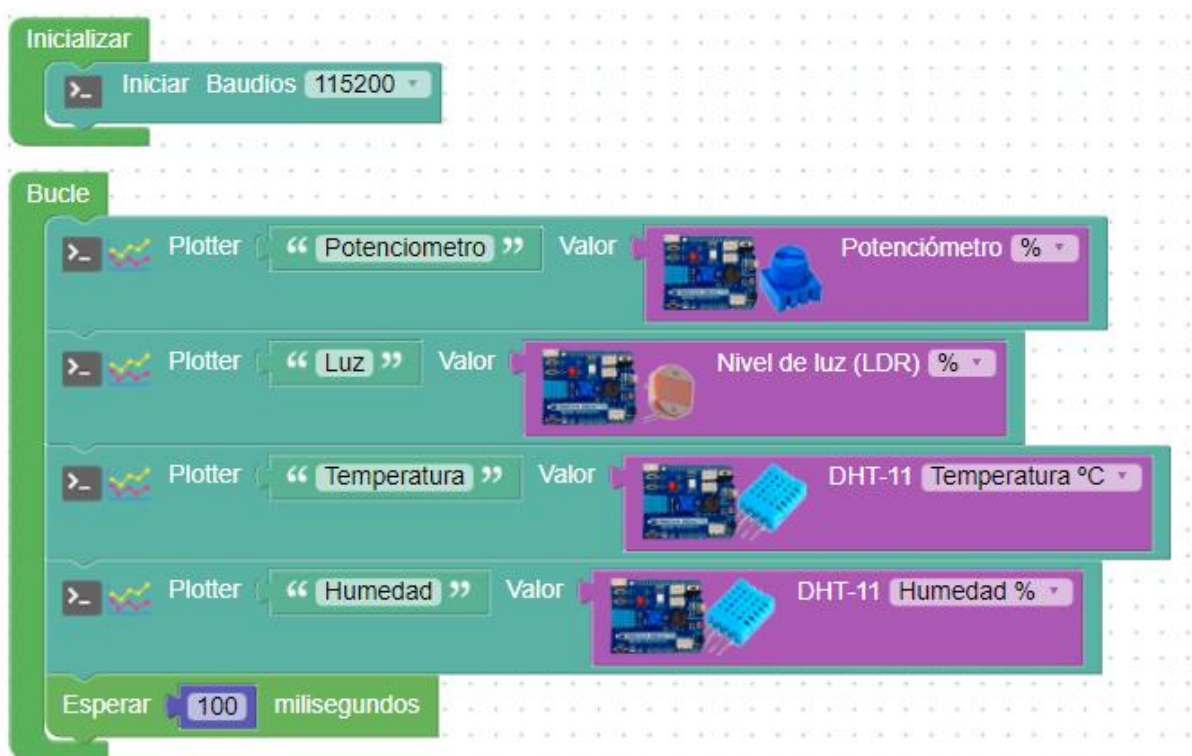 Inicializar
Iniciar Baudios 115200
Bucle
Plotter “ Potenciometro ” Valor Potenciómetro %
Plotter “ Luz ” Valor Nivel de luz (LDR) %
Plotter “ Temperatura ” Valor DHT-11 Temperatura ºC
Plotter “ Humedad ” Valor DHT-11 Humedad %
Esperar 100 milisegundos